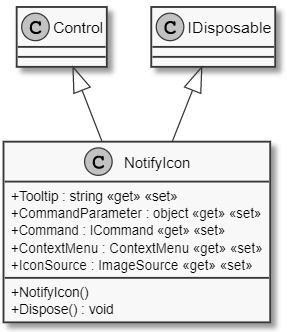 C Control
C IDisposable
C NotifyIcon
+Tooltip : string «get» «set»
+CommandParameter : object «get» «set»
+Command : ICommand «get» «set»
+ContextMenu : ContextMenu «get» «set»
+IconSource : ImageSource «get» «set»
+NotifyIcon()
+Dispose() : void